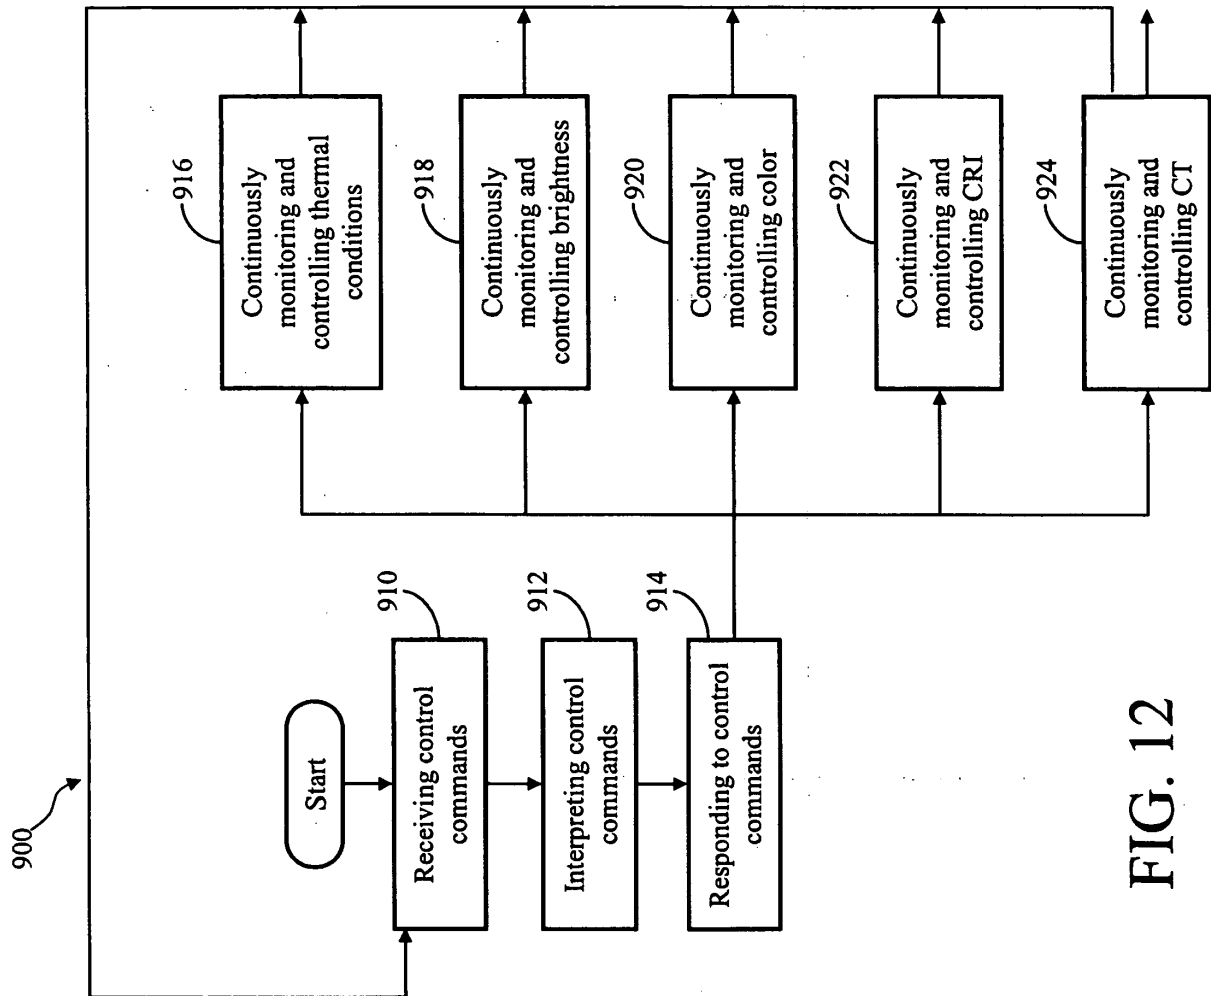 900
Start
Receiving control
commands
910
Interpreting control
commands
912
Responding to control
commands
914
Continuously
monitoring and
controlling thermal
conditions
916
Continuously
monitoring and
controlling brightness
918
Continuously
monitoring and
controlling color
920
Continuously
monitoring and
controlling CRI
922
Continuously
monitoring and
controlling CT
924
FIG. 12